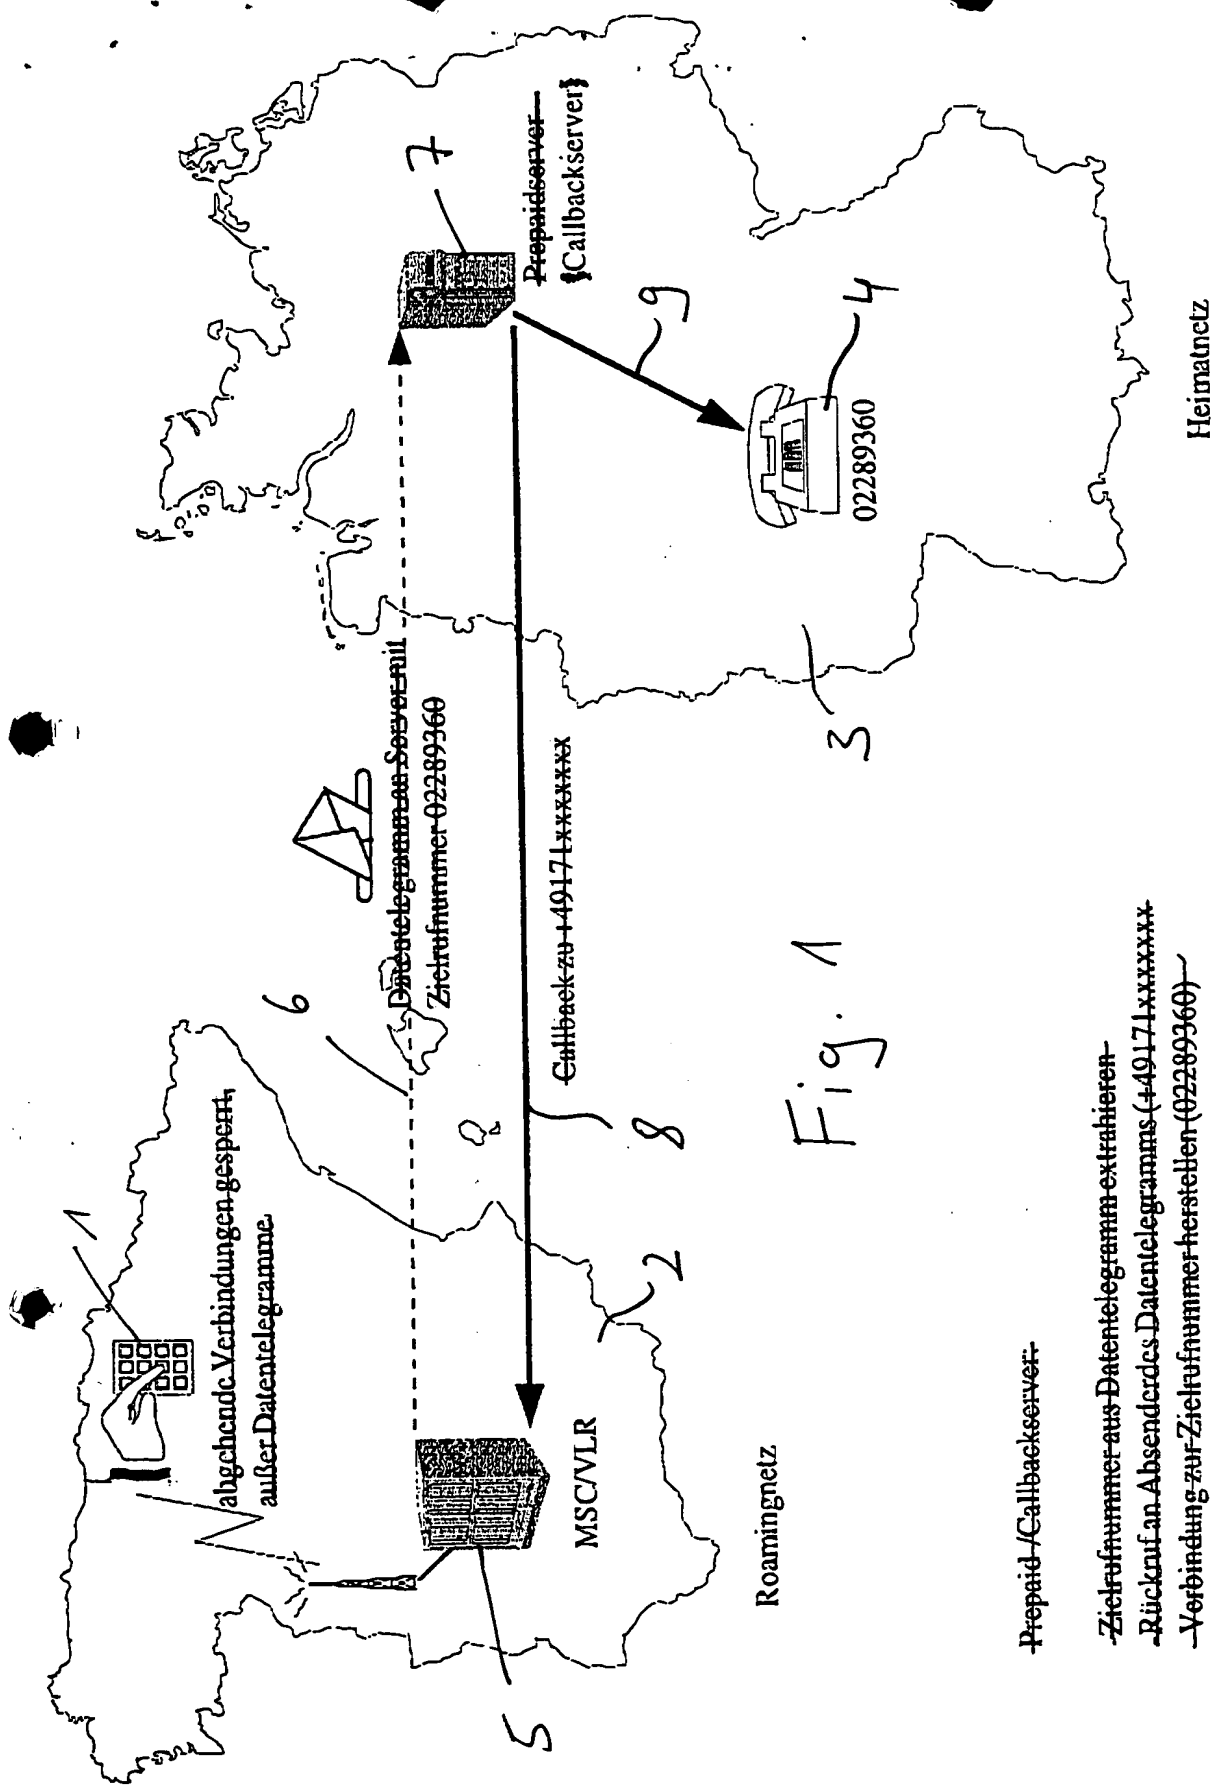 1
abgehende Verbindungen gesperrt,
außer Datentelegramme
5
MSC/VLR
2
Roamingnetz
6
Datentelegramm an Server mit
Zielrufnummer 02289360
Callback zu +49171xxxxxxx
8
7
Prepaidserver
(Callbackserver)
9
4
02289360
3
Heimatnetz
Fig. 1
Prepaid /Callbackserver:
-Zielrufnummer aus Datentelegramm extrahieren
-Rückruf an Absender des Datentelegramms (+49171xxxxxxx
-Verbindung zur Zielrufnummer herstellen (02289360)